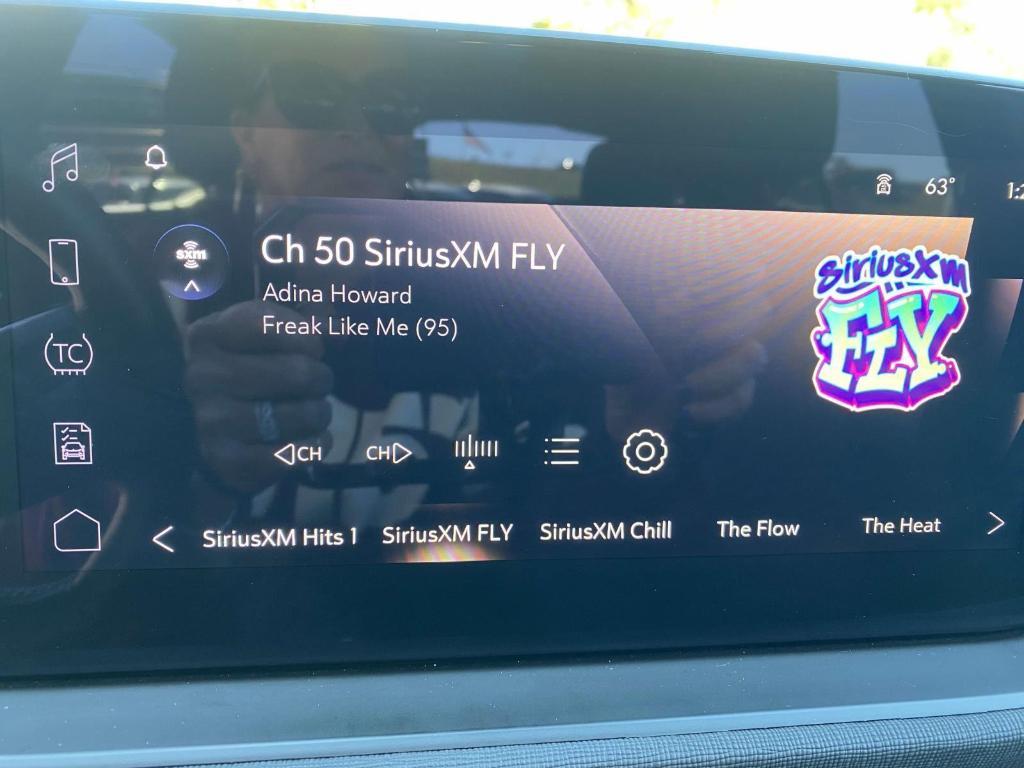 63°
sxm
Ch 50 SiriusXM FLY
Adina Howard
Freak Like Me (95)
siriusxm
FLY
TC
CH
CH
SiriusXM Hits 1
SiriusXM FLY
SiriusXM Chill
The Flow
The Heat